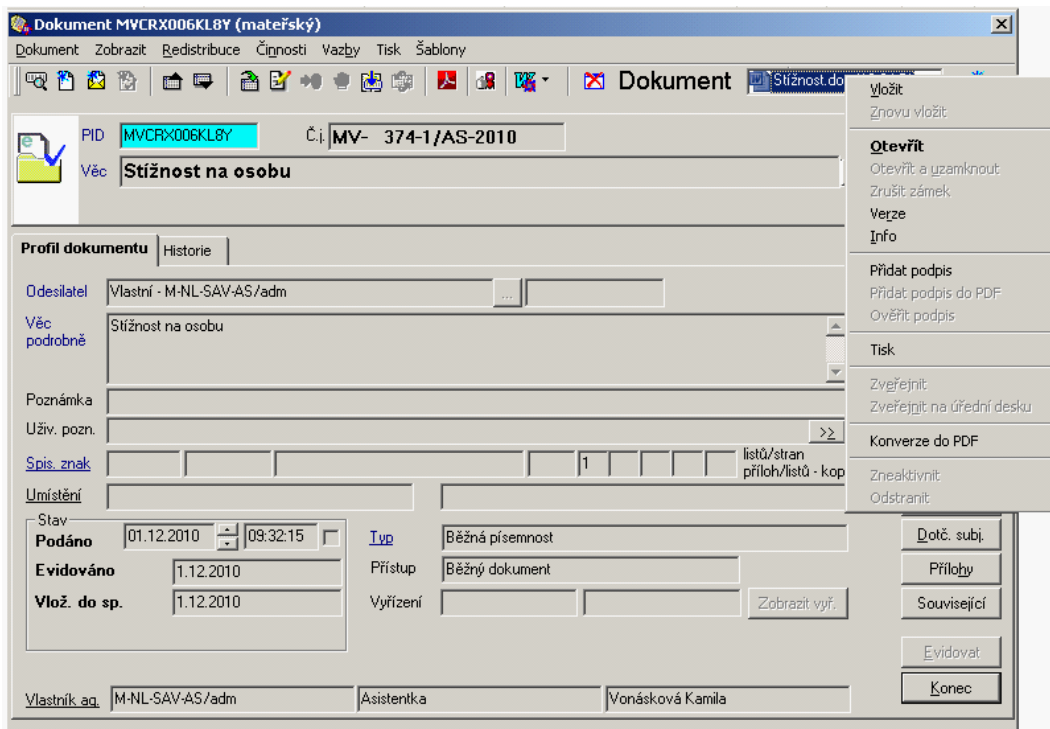 Dokument MVCRX006KL8Y (mateřský)
Dokument Zobrazit Redistribuce Činnosti Vazby Tisk Šablony
Dokument Stížnost.do
PID MVCRX006KL8Y Č.j. MV- 374-1/AS-2010
Věc Stížnost na osobu
Vložit
Znovu vložit
Otevřít
Otevřít a uzamknout
Zrušit zámek
Verze
Info
Přidat podpis
Přidat podpis do PDF
Ověřit podpis
Tisk
Zveřejnit
Zveřejnit na úřední desku
Konverze do PDF
Zneaktivnit
Odstranit
Profil dokumentu Historie
Odesilatel Vlastní - M-NL-SAV-AS/adm ...
Věc podrobně Stížnost na osobu
Poznámka
Uživ. pozn. >>
Spis. znak 1 listů/stran
příloh/listů - kop
Umístění
Stav
Podáno 01.12.2010 09:32:15 Typ Běžná písemnost Dotč. subj.
Evidováno 1.12.2010 Přístup Běžný dokument Přílohy
Vlož. do sp. 1.12.2010 Vyřízení Zobrazit vyř. Související
Evidovat
Konec
Vlastník ag. M-NL-SAV-AS/adm Asistentka Vonásková Kamila